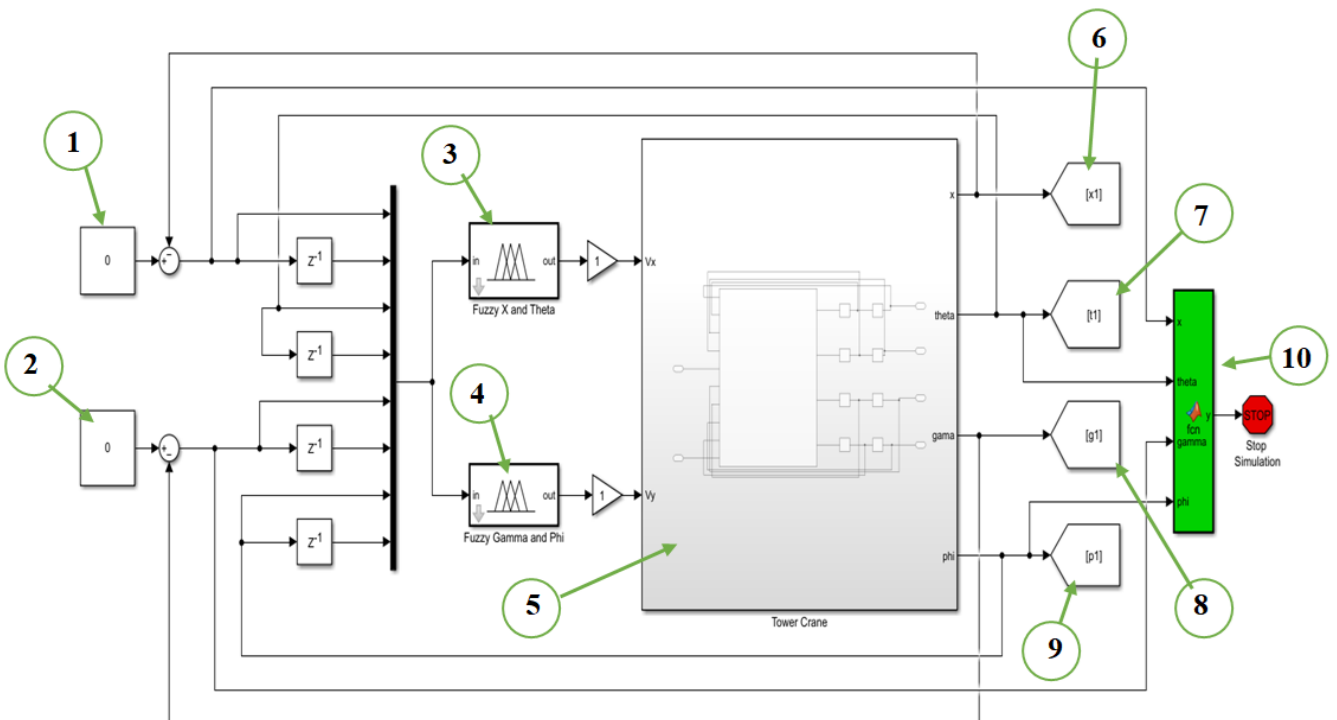 6
1
3
[x1]
7
0
Z-1
in
out
1
Vx
x
Fuzzy X and Theta
theta
[t1]
x
2
Z-1
10
4
theta
fcn
y
STOP
0
Z-1
gama
[g1]
gamma
Stop
Simulation
in
out
1
Vy
phi
Fuzzy Gamma and Phi
Z-1
phi
[p1]
5
8
Tower Crane
9